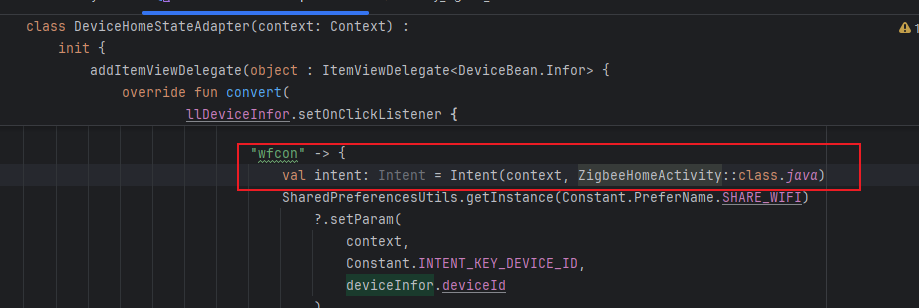 class DeviceHomeStateAdapter(context: Context) :
init {
addItemViewDelegate(object : ItemViewDelegate<DeviceBean.Infor> {
override fun convert(
llDeviceInfor.setOnClickListener {
"wfcon" -> {
val intent: Intent = Intent(context, ZigbeeHomeActivity::class.java)
SharedPreferencesUtils.getInstance(Constant.PreferName.SHARE_WIFI)
?.setParam(
context,
Constant.INTENT_KEY_DEVICE_ID,
deviceInfor.deviceId